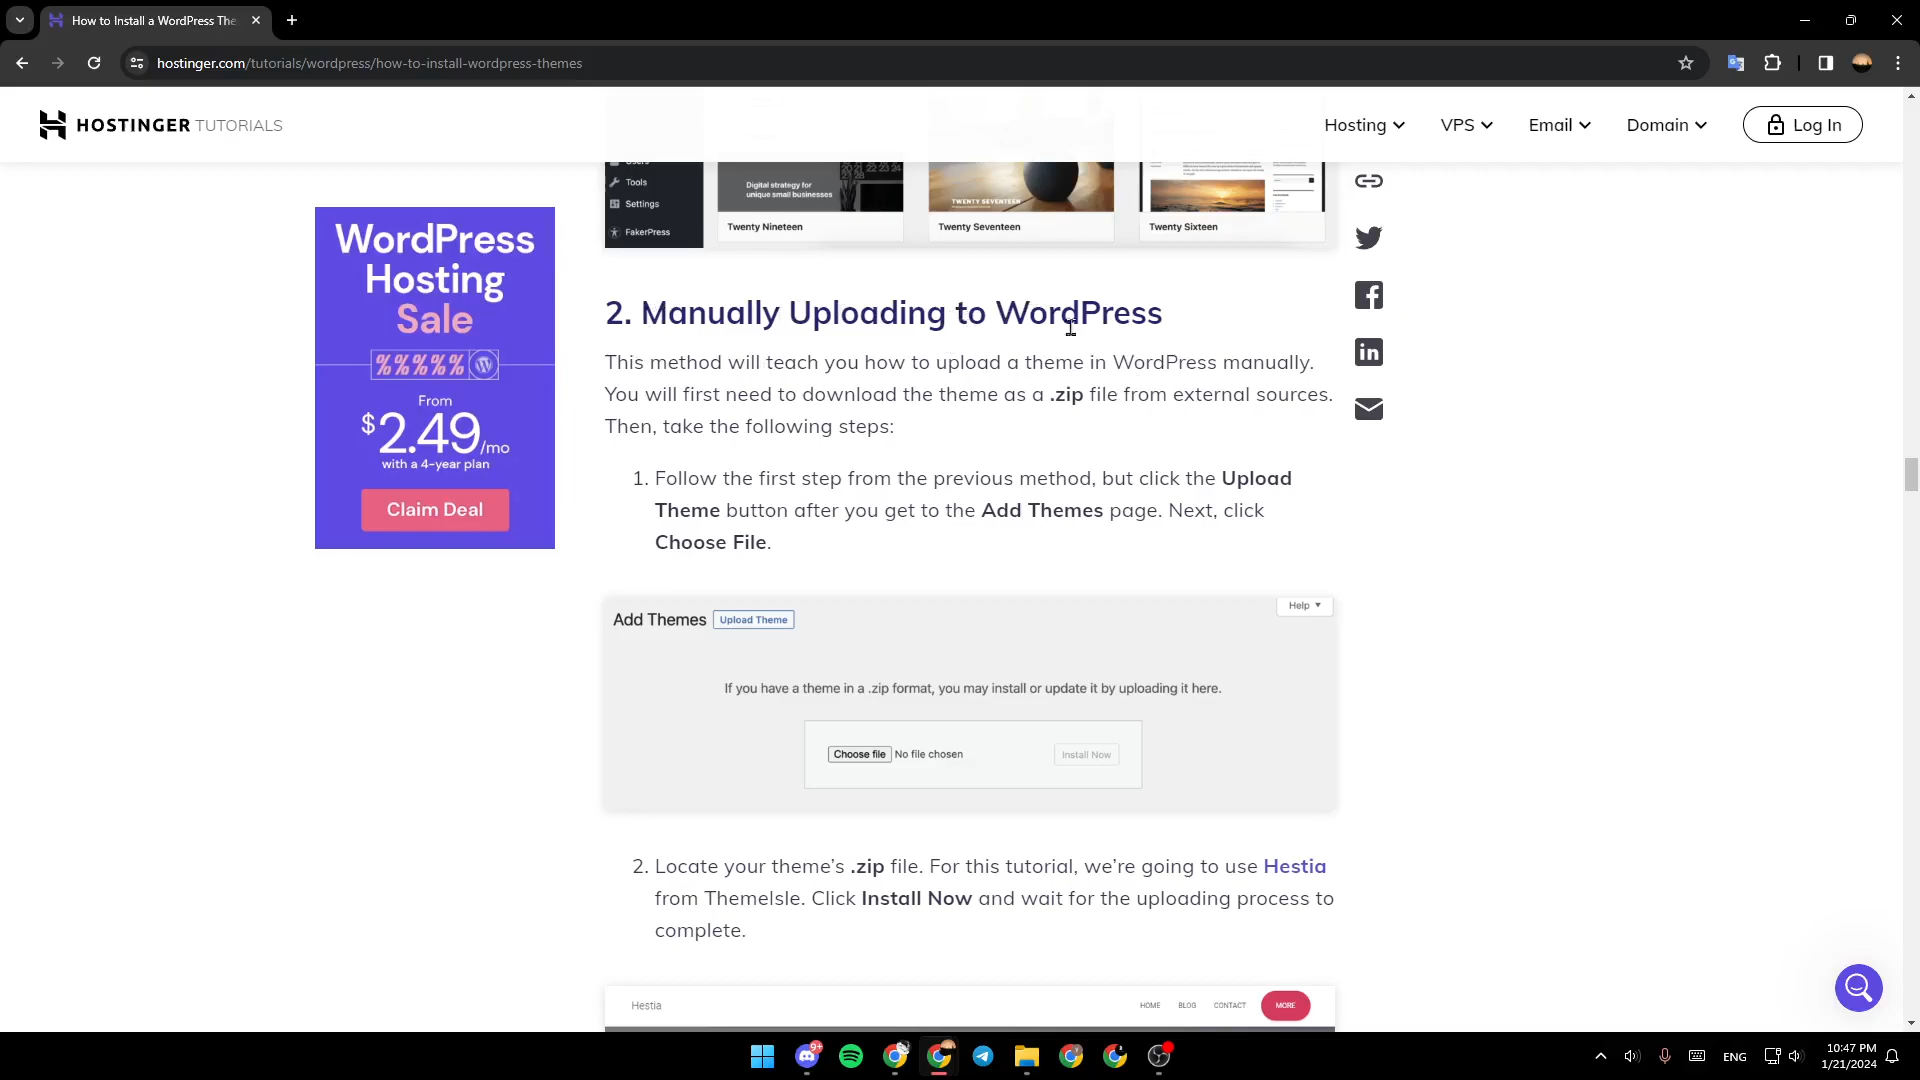 How to Install a WordPress The
hostinger.com/tutorials/wordpress/how-to-install-wordpress-themes
HOSTINGER TUTORIALS
Hosting
VPS
Email
Domain
Log In
Users
Tools
Settings
FakerPress
Digital strategy for
unique small businesses
Twenty Nineteen
TWENTY SEVENTEEN
Twenty Seventeen
Twenty Sixteen
WordPress
Hosting
Sale
%%%%%
From
$2.49/mo
with a 4-year plan
Claim Deal
2. Manually Uploading to WordPress
This method will teach you how to upload a theme in WordPress manually.
You will first need to download the theme as a .zip file from external sources.
Then, take the following steps:
1. Follow the first step from the previous method, but click the Upload
Theme button after you get to the Add Themes page. Next, click
Choose File.
Add Themes Upload Theme
Help
If you have a theme in a .zip format, you may install or update it by uploading it here.
Choose file No file chosen
Install Now
2. Locate your theme’s .zip file. For this tutorial, we’re going to use Hestia
from ThemeIsle. Click Install Now and wait for the uploading process to
complete.
Hestia
HOME
BLOG
CONTACT
MORE
9+
ENG
10:47 PM
1/21/2024